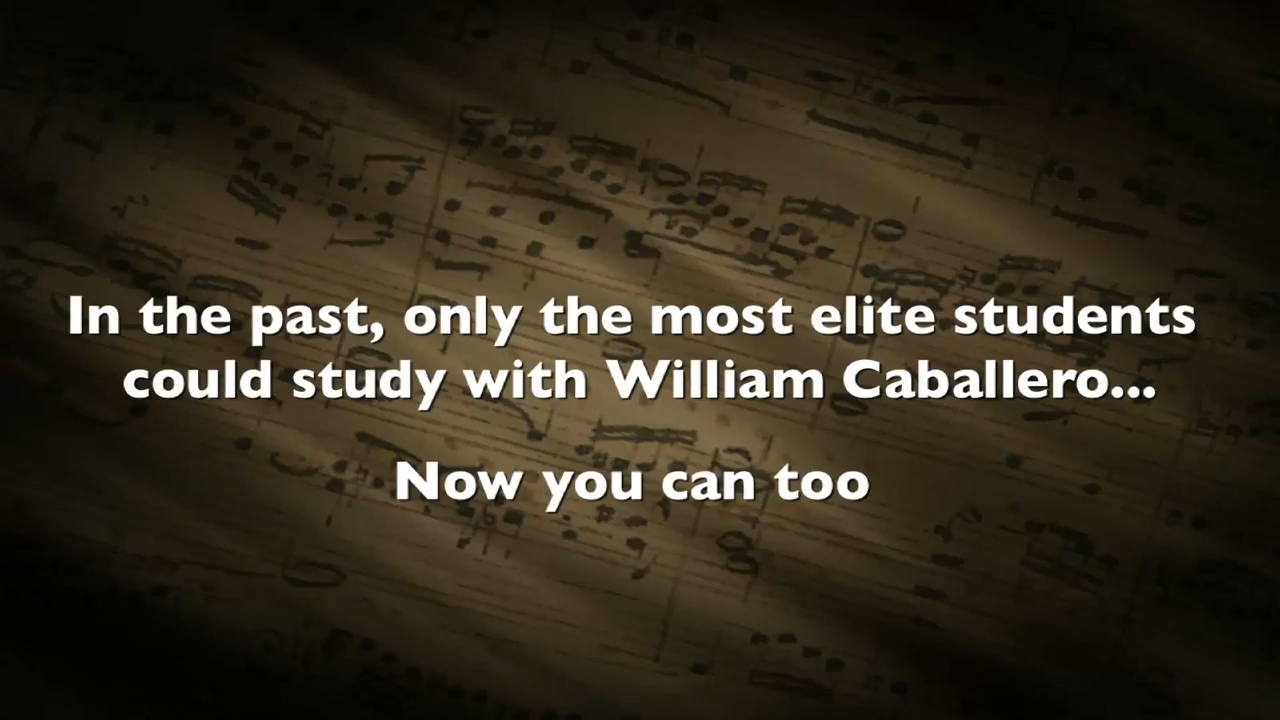 In the past, only the most elite students
could study with William Caballero...
Now you can too